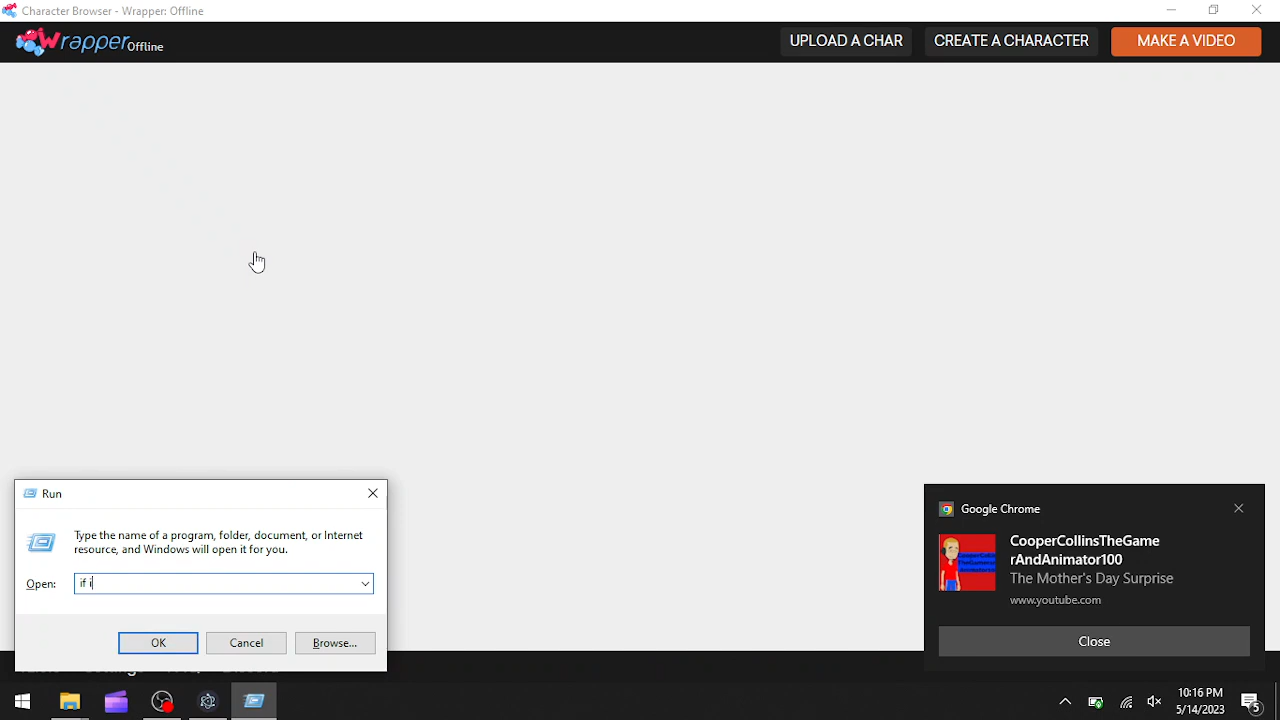 Character Browser - Wrapper: Offline
Wrapper Offline
UPLOAD A CHAR
CREATE A CHARACTER
MAKE A VIDEO
Run
Type the name of a program, folder, document, or Internet
resource, and Windows will open it for you.
Open:
if i
OK
Cancel
Browse...
Google Chrome
CooperCollinsTheGame
rAndAnimator100
The Mother's Day Surprise
www.youtube.com
Close
10:16 PM
5/14/2023
5